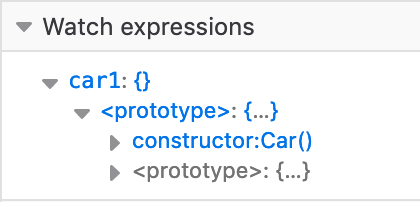 Watch expressions
car1: {}
<prototype>: {…}
constructor:Car()
<prototype>: {…}